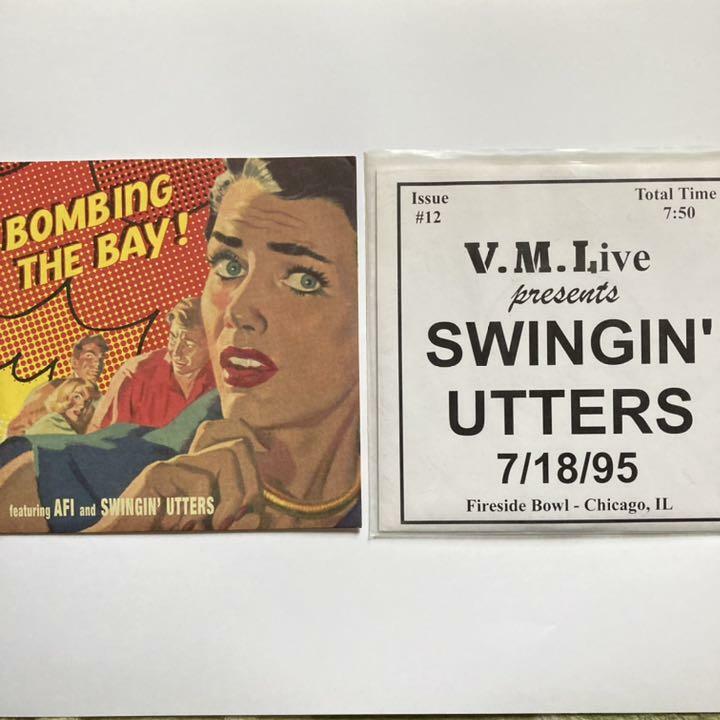 BOMBING
THE BAY!
featuring AFI and SWINGIN' UTTERS
Issue
#12
Total Time
7:50
V.M.Live
presents
SWINGIN'
UTTERS
7/18/95
Fireside Bowl - Chicago, IL